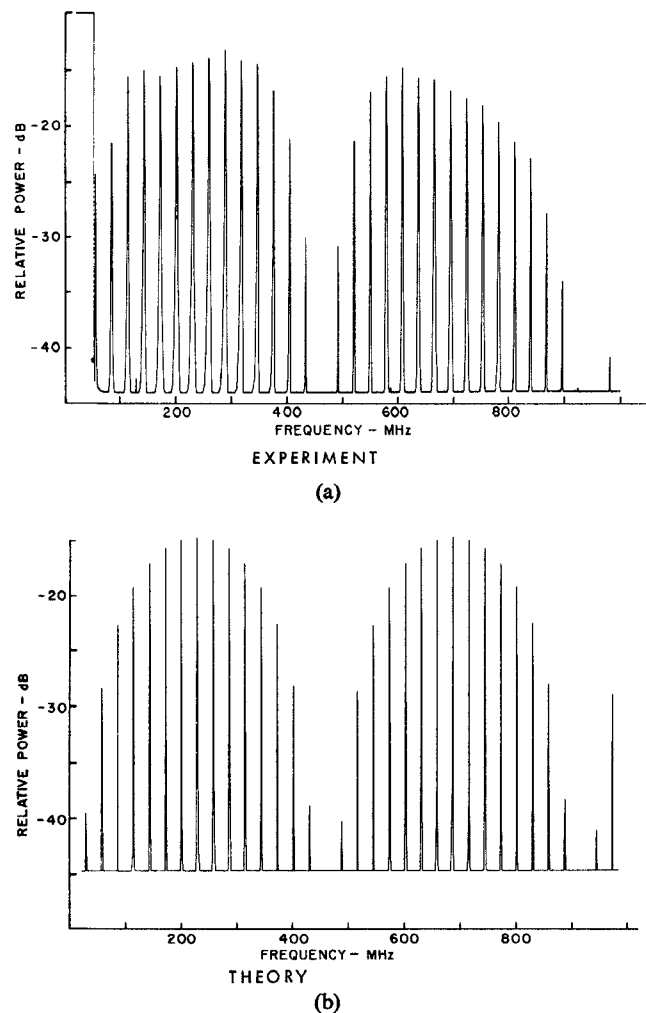 RELATIVE POWER - dB
-20
-30
-40
200
400
600
800
FREQUENCY - MHz
EXPERIMENT
(a)
RELATIVE POWER - dB
-20
-30
-40
200
400
600
800
FREQUENCY - MHz
THEORY
(b)